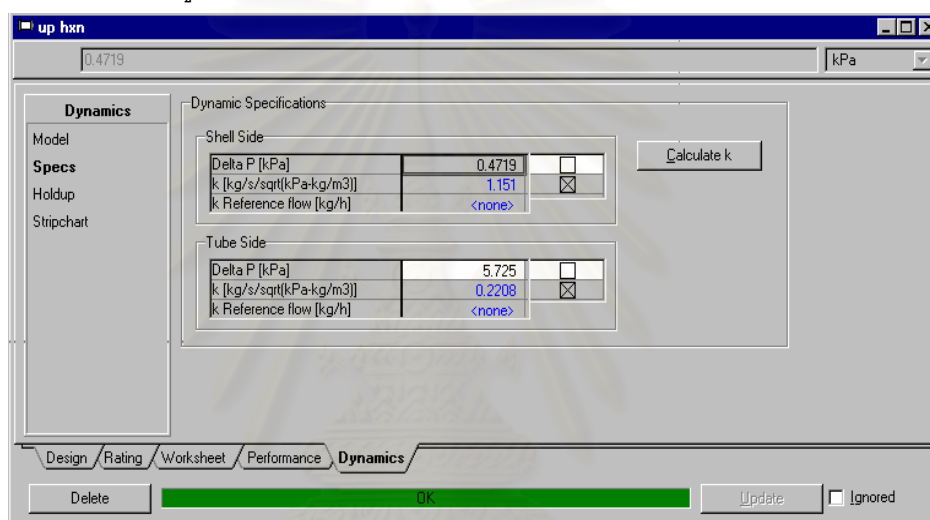 up hxn
0.4719 kPa
Dynamics
Model
Specs
Holdup
Stripchart
Dynamic Specifications
Shell Side
Delta P [kPa] 0.4719
k [kg/s/sqrt(kPa-kg/m3)] 1.151
k Reference flow [kg/h] <none>
Calculate k
Tube Side
Delta P [kPa] 5.725
k [kg/s/sqrt(kPa-kg/m3)] 0.2208
k Reference flow [kg/h] <none>
Design Rating Worksheet Performance Dynamics
Delete OK Update Ignored